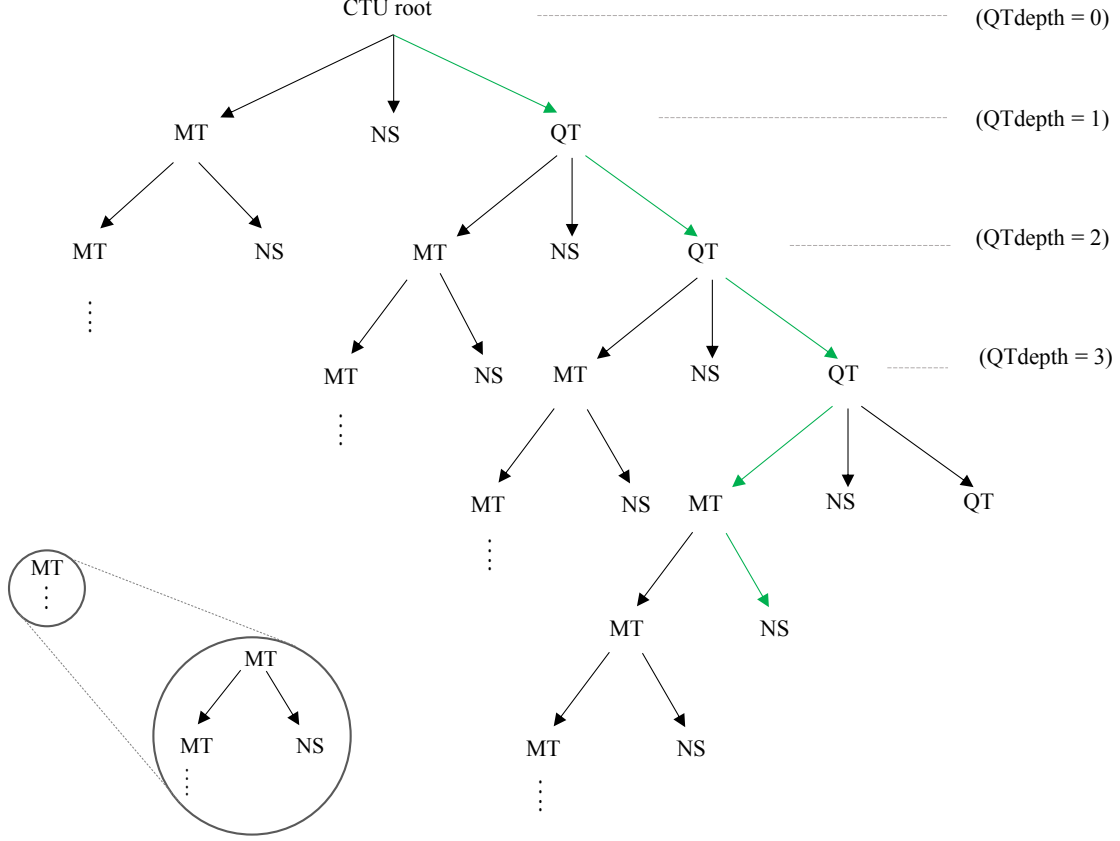 CTU root (QTdepth = 0)
MT NS QT (QTdepth = 1)
MT NS MT NS QT (QTdepth = 2)
MT NS MT NS QT (QTdepth = 3)
MT NS MT NS QT
MT
MT NS
MT
MT NS
MT NS